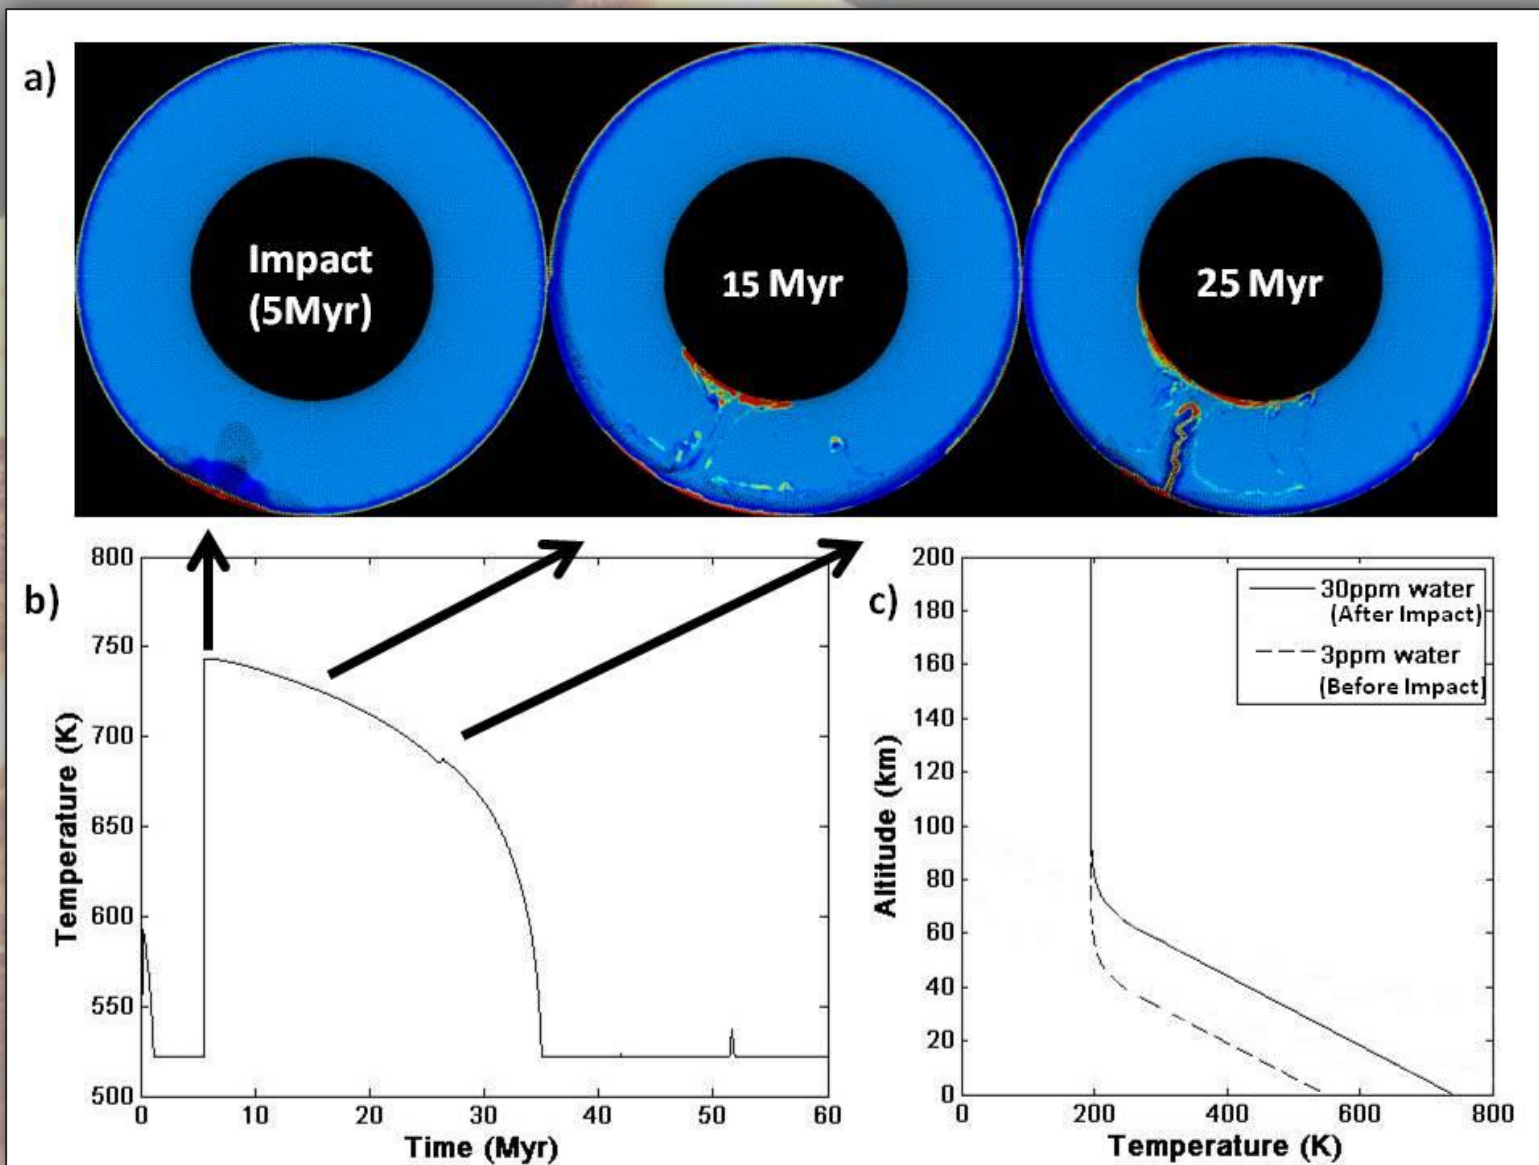 a)
Impact
(5Myr)
15 Myr
25 Myr
b)
800
750
700
650
600
550
500
Temperature (K)
0 10 20 30 40 50 60
Time (Myr)
c)
200
180
160
140
120
100
80
60
40
20
0
Altitude (km)
30ppm water
(After Impact)
3ppm water
(Before Impact)
0 200 400 600 800
Temperature (K)